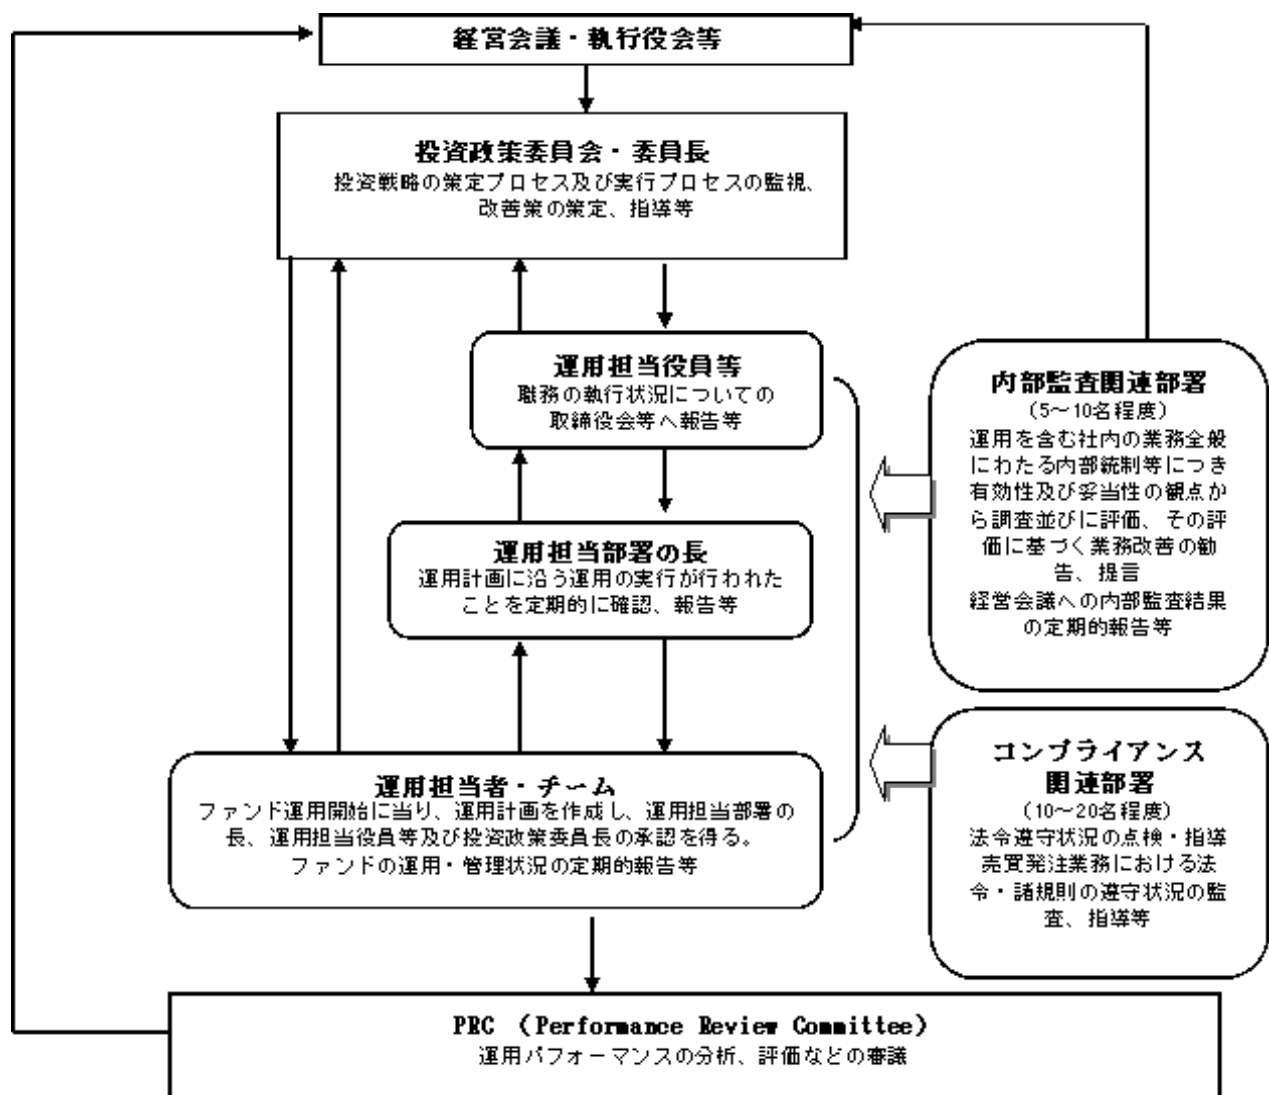 経営会議・執行役会等
投資政策委員会・委員長
投資戦略の策定プロセス及び実行プロセスの監視、
改善策の策定、指導等
運用担当役員等
職務の執行状況についての
取締役会等へ報告等
運用担当部署の長
運用計画に沿う運用の実行が行われた
ことを定期的に確認、報告等
運用担当者・チーム
ファンド運用開始に当り、運用計画を作成し、運用担当部署の
長、運用担当役員等及び投資政策委員長の承認を得る。
ファンドの運用・管理状況の定期的報告等
内部監査関連部署
(5～10名程度)
運用を含む社内の業務全般
にわたる内部統制等につき
有効性及び妥当性の観点か
ら調査並びに評価、その評
価に基づく業務改善の勧
告、提言
経営会議への内部監査結果
の定期的報告等
コンプライアンス
関連部署
(10～20名程度)
法令遵守状況の点検・指導
売買発注業務における法
令・諸規則の遵守状況の監
査、指導等
PRC （Performance Review Committee）
運用パフォーマンスの分析、評価などの審議